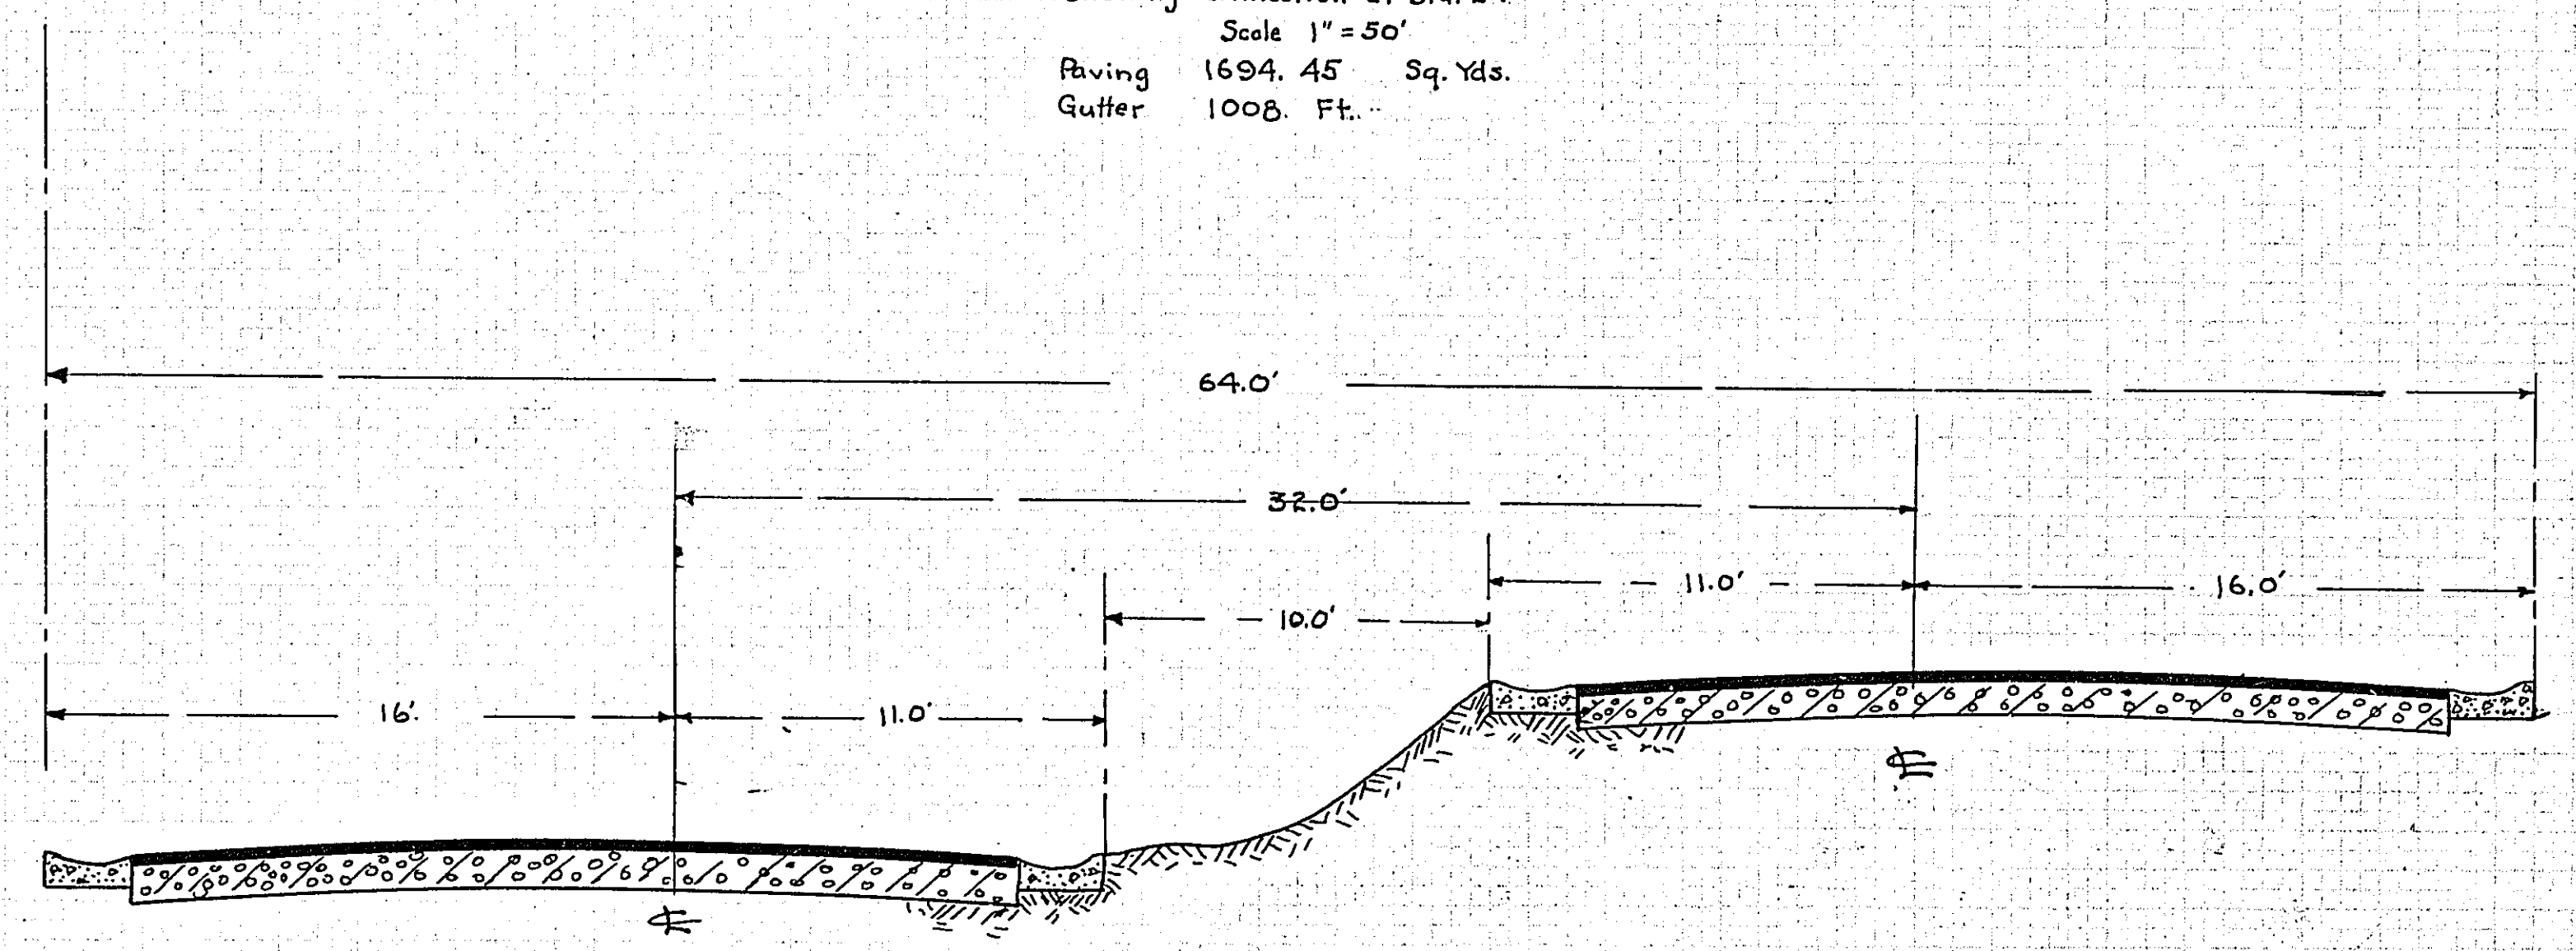 Scale 1" = 50'
Paving 1694.45 Sq. Yds.
Gutter 1008. Ft.
64.0'
32.0'
11.0' 16.0'
10.0'
16'. 11.0'
℄
℄